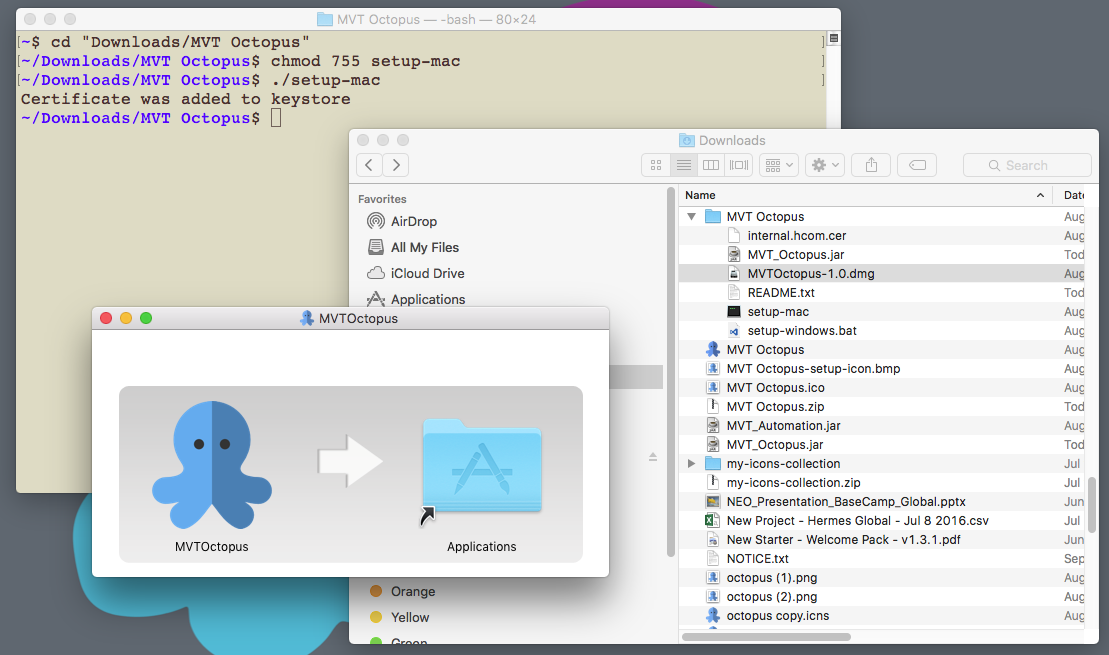 MVT Octopus — -bash — 80×24
[~$ cd "Downloads/MVT Octopus" ]
[~/Downloads/MVT Octopus$ chmod 755 setup-mac ]
[~/Downloads/MVT Octopus$ ./setup-mac ]
Certificate was added to keystore
~/Downloads/MVT Octopus$
Downloads
Search
Favorites
AirDrop
All My Files
iCloud Drive
Applications
Orange
Yellow
Green
Name Date
MVT Octopus Aug
internal.hcom.cer Aug
MVT_Octopus.jar Tod
MVTOctopus-1.0.dmg Aug
README.txt Tod
setup-mac Aug
setup-windows.bat Aug
MVT Octopus Aug
MVT Octopus-setup-icon.bmp Aug
MVT Octopus.ico Aug
MVT Octopus.zip Tod
MVT_Automation.jar Aug
MVT_Octopus.jar Tod
my-icons-collection Jul
my-icons-collection.zip Jul
NEO_Presentation_BaseCamp_Global.pptx Jun
New Project - Hermes Global - Jul 8 2016.csv Jul
New Starter - Welcome Pack - v1.3.1.pdf Jun
NOTICE.txt Sep
octopus (1).png Aug
octopus (2).png Aug
octopus copy.icns Aug
MVTOctopus
MVTOctopus
Applications